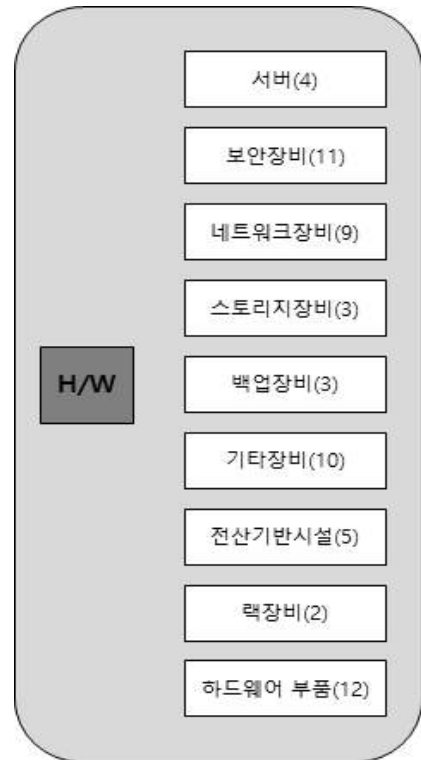 서버(4)
보안장비(11)
네트워크장비(9)
스토리지장비(3)
H/W
백업장비(3)
기타장비(10)
전산기반시설(5)
랙장비(2)
하드웨어 부품(12)